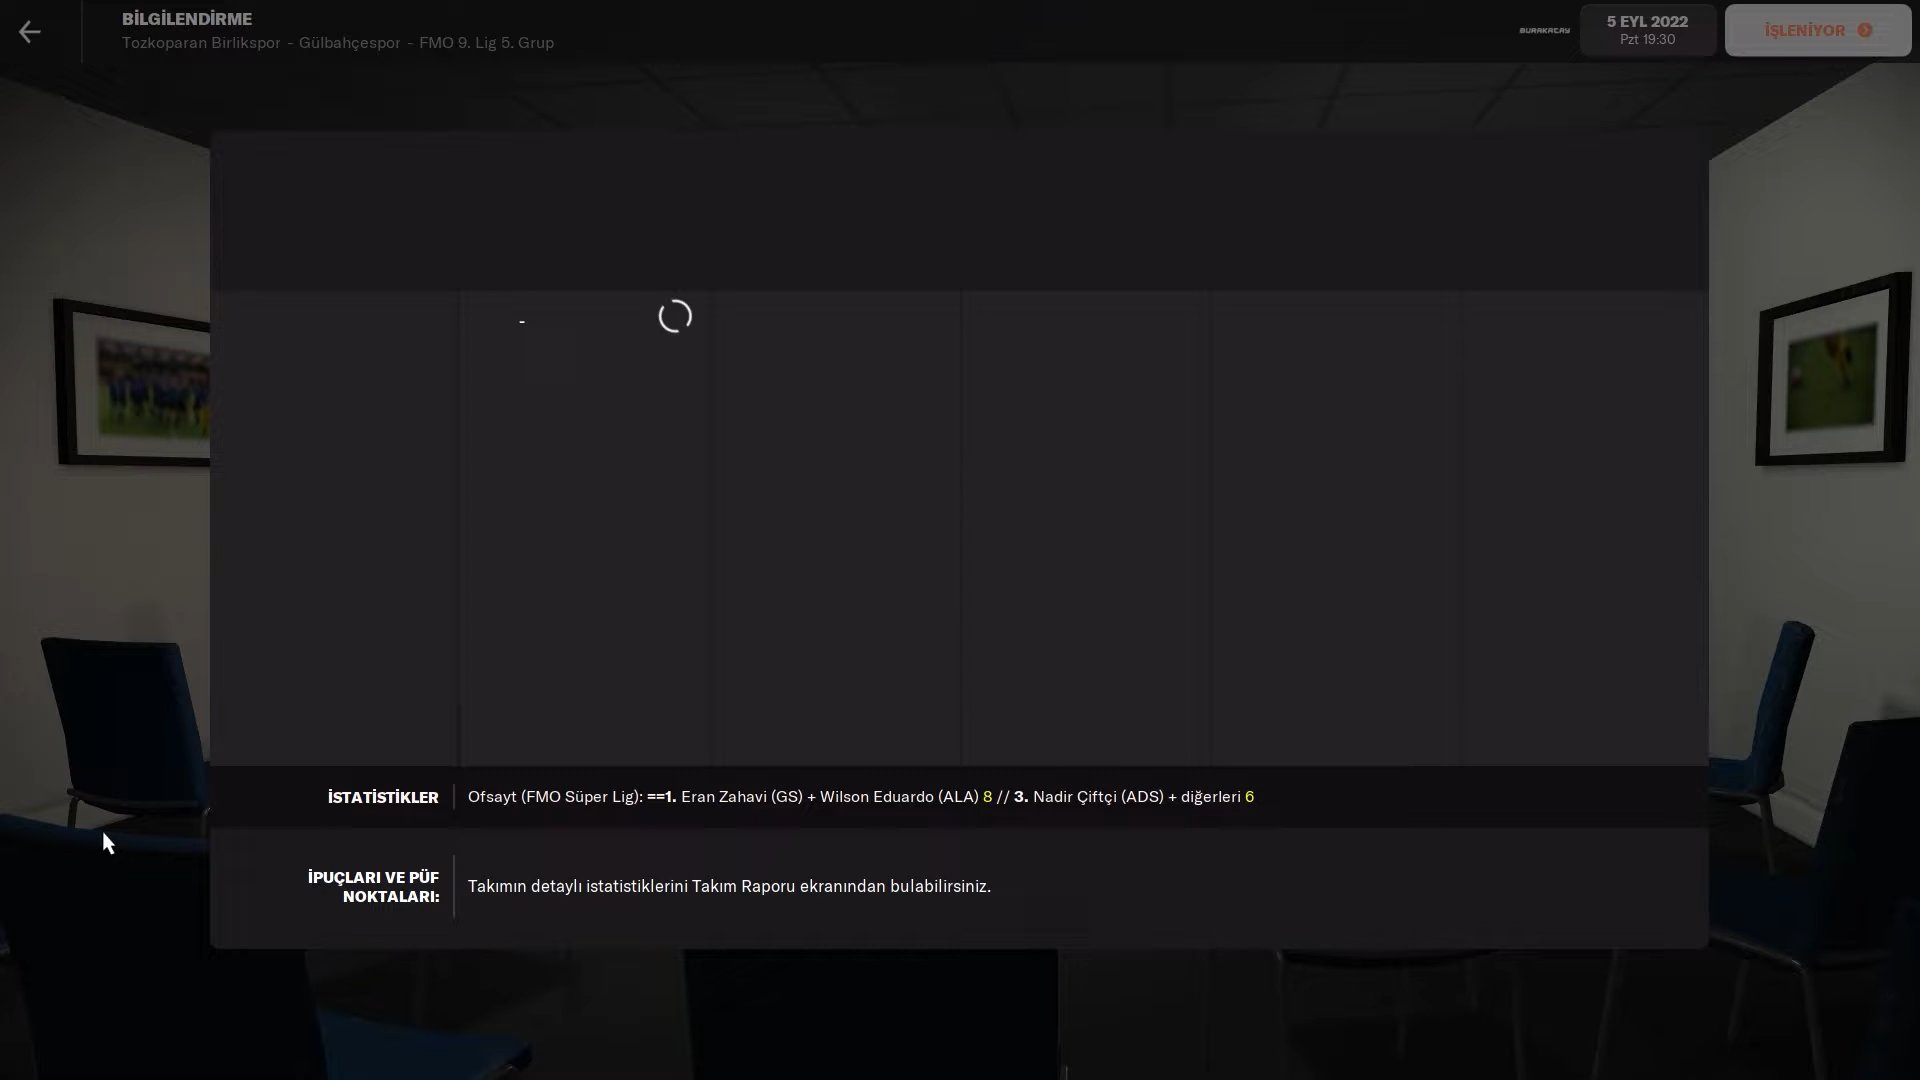 BİLGİLENDİRME
Tozkoparan Birlikspor - Gülbahçespor - FMO 9. Lig 5. Grup
BURAKATAY
5 EYL 2022
Pzt 19:30
İŞLENİYOR
-
İSTATİSTİKLER
Ofsayt (FMO Süper Lig): ==1. Eran Zahavi (GS) + Wilson Eduardo (ALA) 8 // 3. Nadir Çiftçi (ADS) + diğerleri 6
İPUÇLARI VE PÜF
NOKTALARI:
Takımın detaylı istatistiklerini Takım Raporu ekranından bulabilirsiniz.